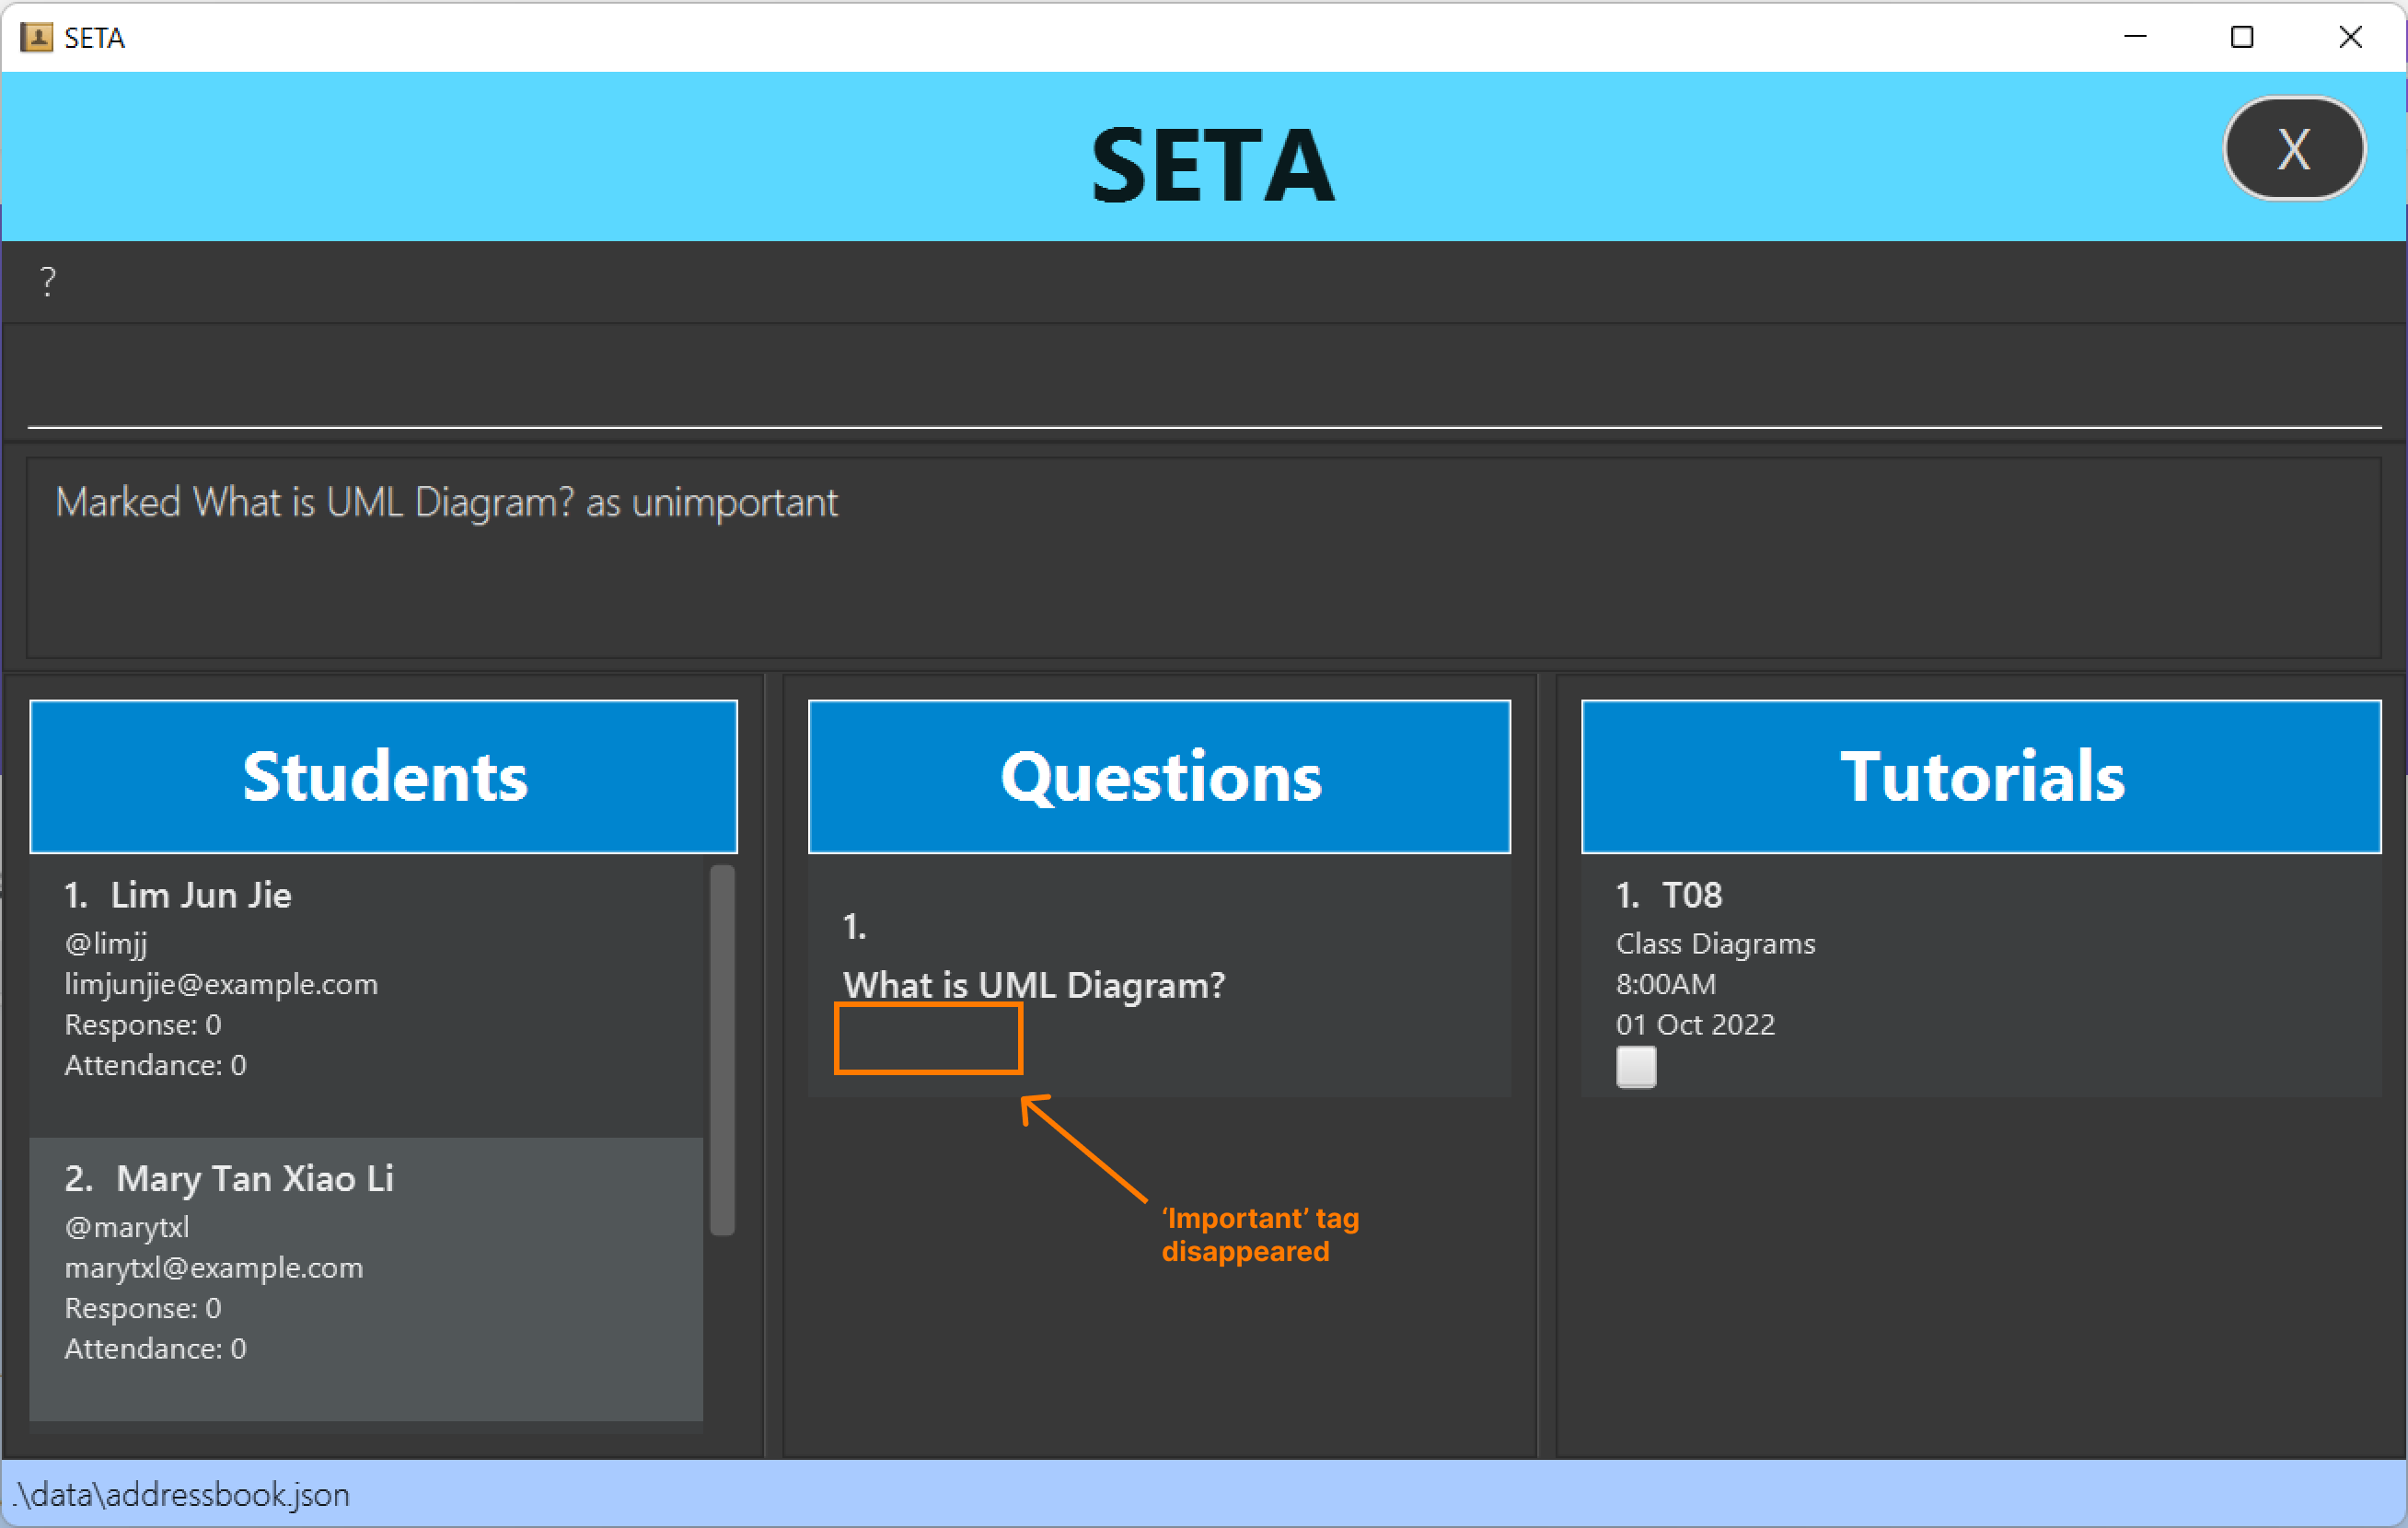 SETA
SETA
X
?
Marked What is UML Diagram? as unimportant
Students
1. Lim Jun Jie
@limjj
limjunjie@example.com
Response: 0
Attendance: 0
2. Mary Tan Xiao Li
@marytxl
marytxl@example.com
Response: 0
Attendance: 0
Questions
1.
What is UML Diagram?
‘Important’ tag
disappeared
Tutorials
1. T08
Class Diagrams
8:00AM
01 Oct 2022
.\data\addressbook.json